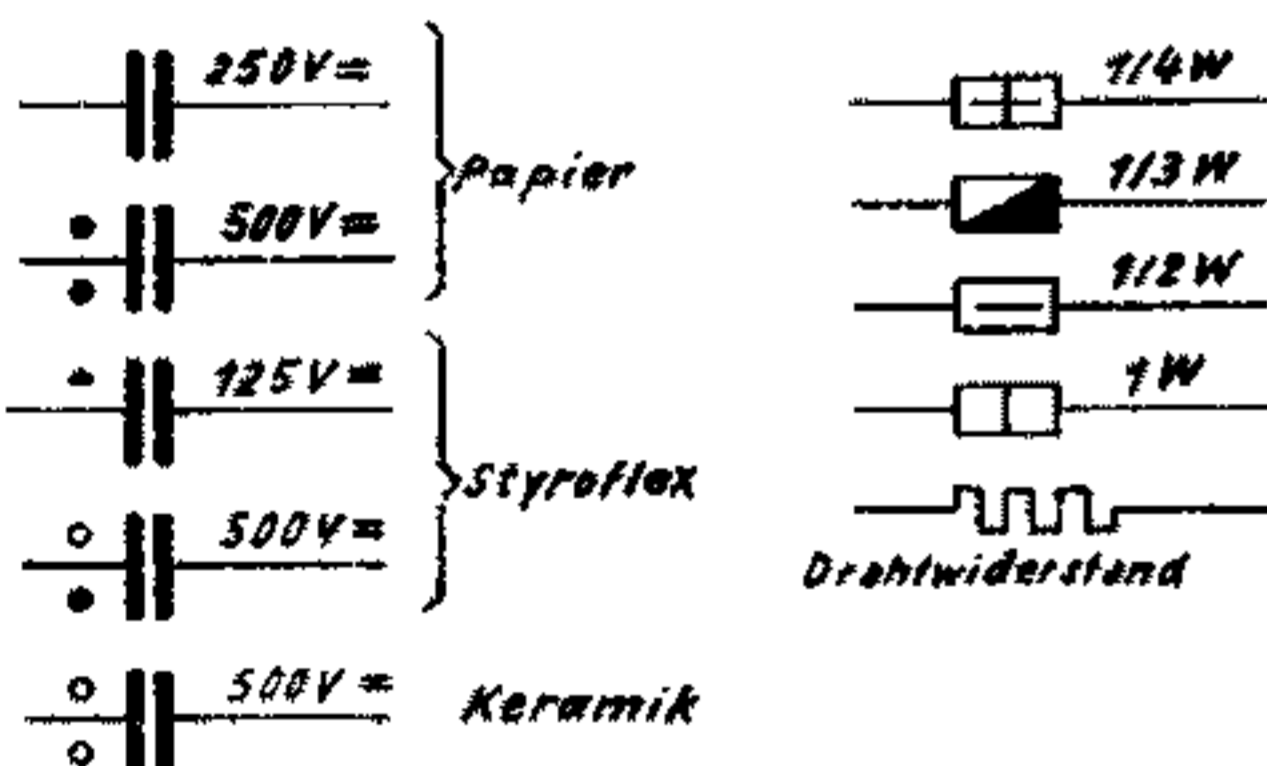 250V=
Papier
500V=
125V=
Styroflex
500V=
500V=
Keramik
1/4W
1/3W
1/2W
1W
Drahtwiderstand